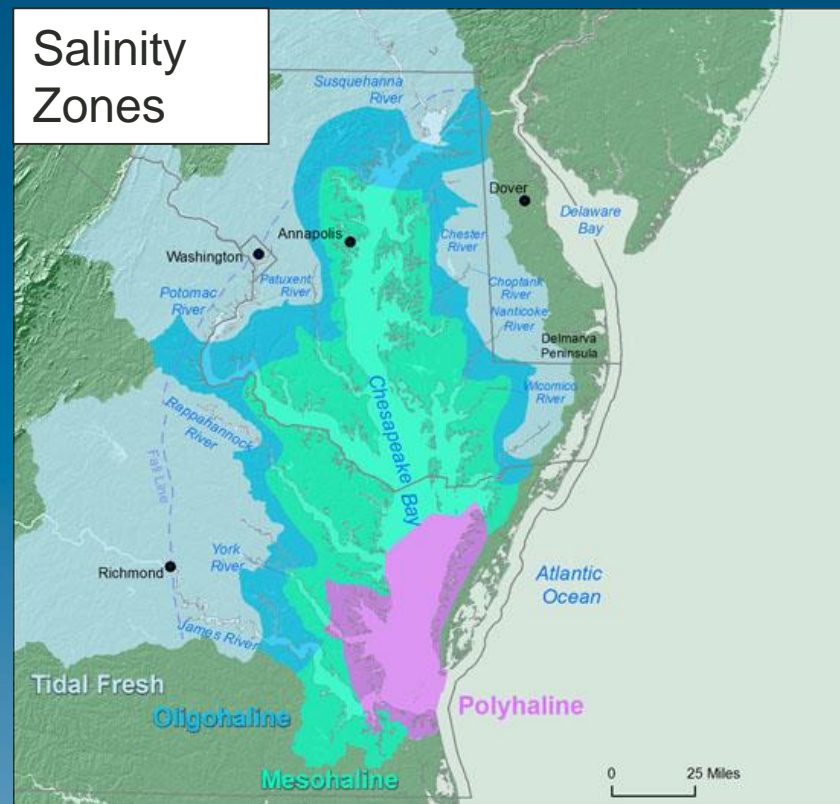 Salinity
Zones
Susquehanna
River
Dover
Delaware
Bay
Annapolis
Chester
River
Washington
Patuxent
River
Choptank
River
Potomac
River
Nanticoke
River
Delmarva
Peninsula
Chesapeake Bay
Wicomico
River
Rappahannock
River
Fall Line
York
River
Richmond
Atlantic
Ocean
James River
Tidal Fresh
Oligohaline
Polyhaline
Mesohaline
0 25 Miles